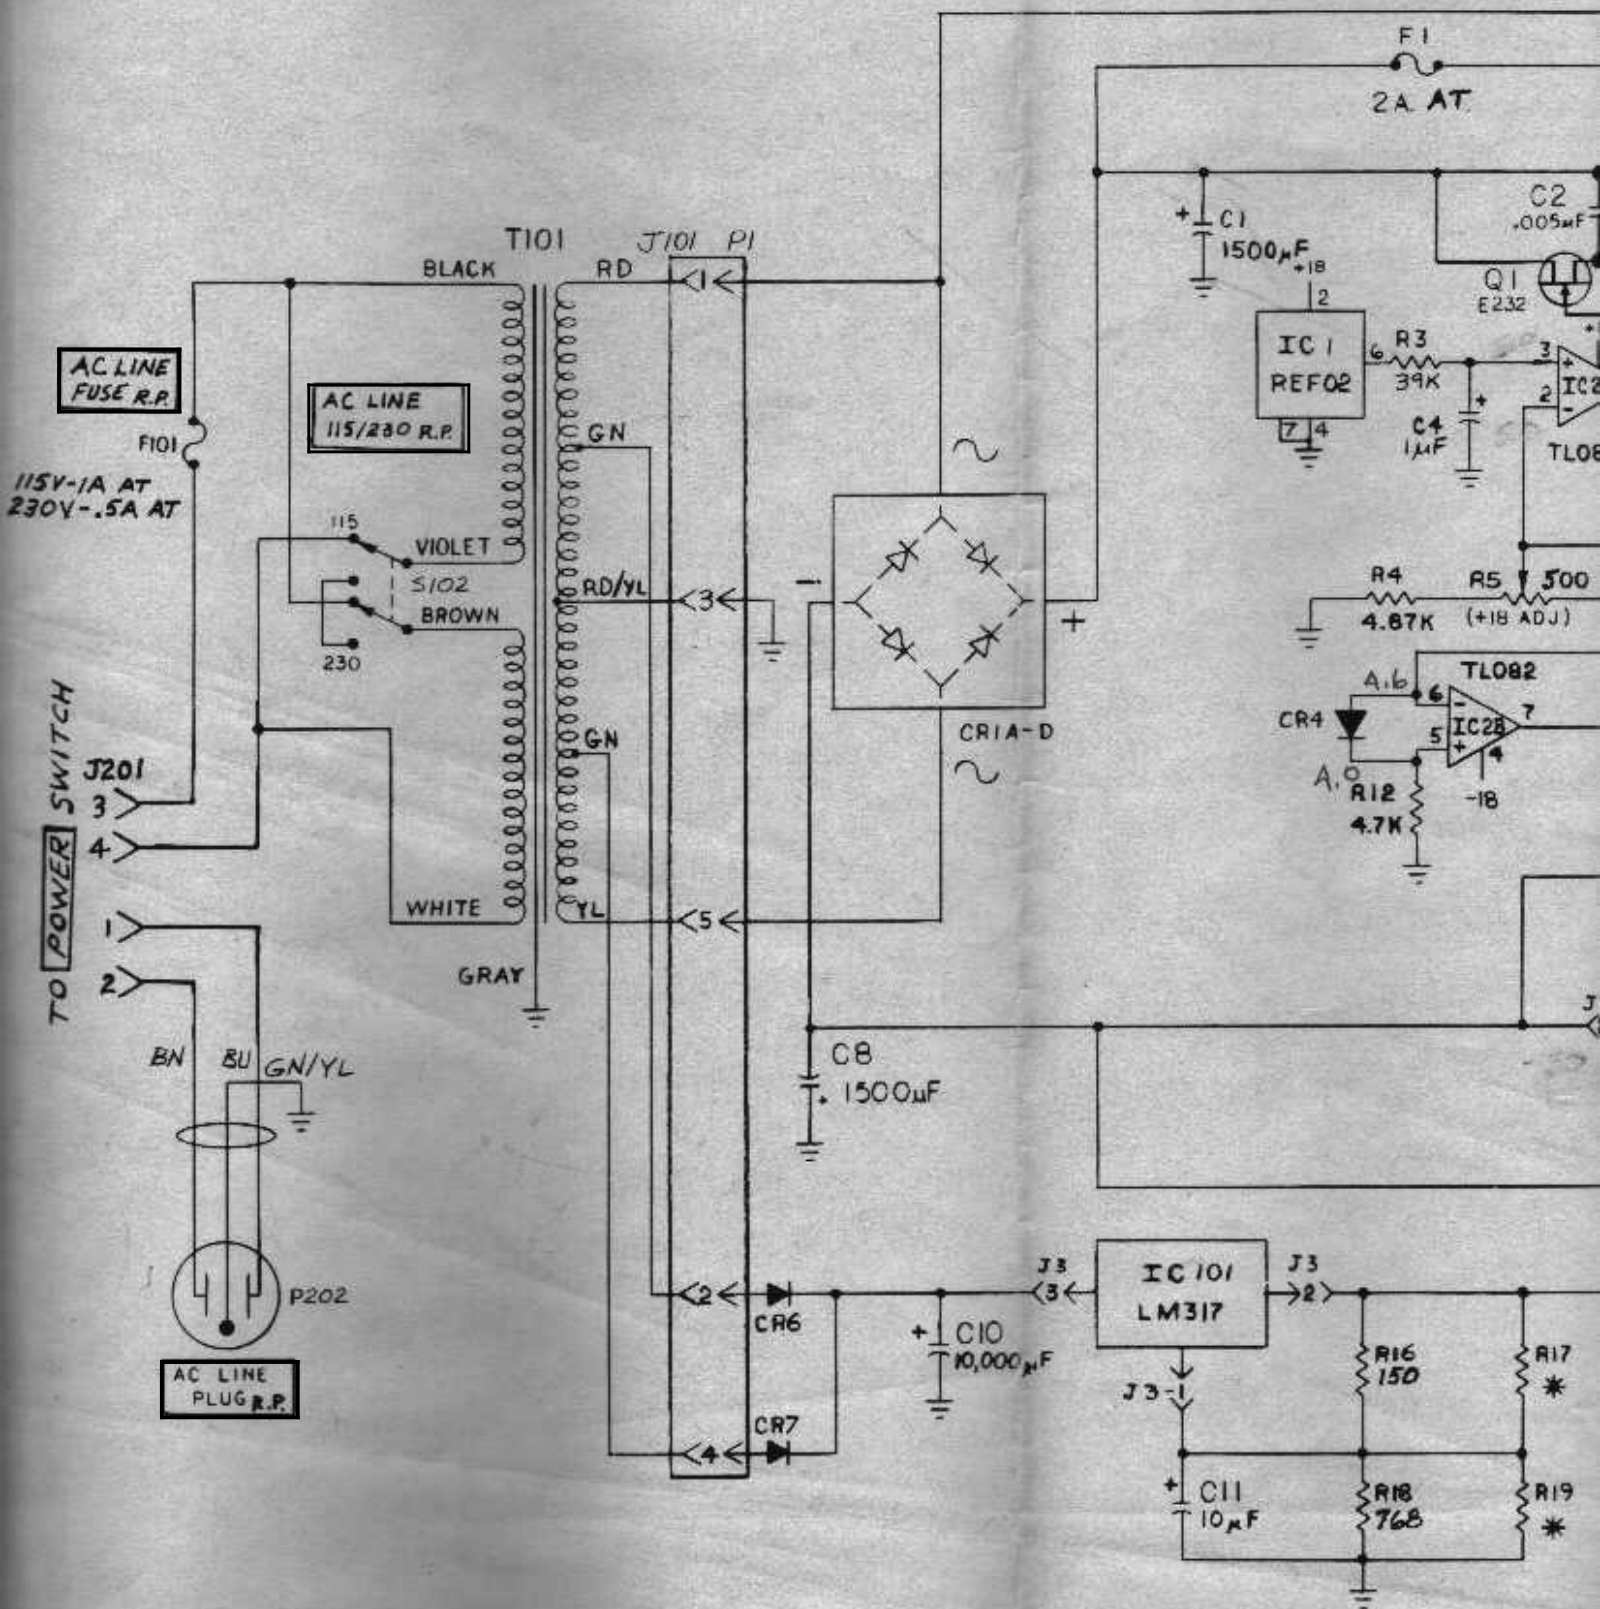 F1
2A AT
C2
.005µF
+ C1
1500µF
+18
2
Q1
E232
T101
J101 P1
BLACK
RD
1
AC LINE
FUSE R.P.
AC LINE
115/230 R.P.
IC 1
REF02
6
R3
39K
3
+
IC2
2
-
7 4
+
C4
1µF
GN
F101
115V-1A AT
230V-.5A AT
~
115
VIOLET
S102
BROWN
230
RD/YL
3
-
+
R4
4.87K
R5 500
(+18 ADJ)
TL082
A.6
6
-
CR4
IC2B
7
5
+
4
A.0
R12
4.7K
-18
GN
CR1A-D
~
TO POWER SWITCH
J201
3
4
1
2
WHITE
YL
5
GRAY
BN
BU
GN/YL
C8
+ 1500µF
P202
AC LINE
PLUG R.P.
2
CR6
+
C10
10,000µF
J3
3
IC 101
LM317
J3
2
J3-1
R16
150
R17
*
4
CR7
+
C11
10µF
R18
768
R19
*